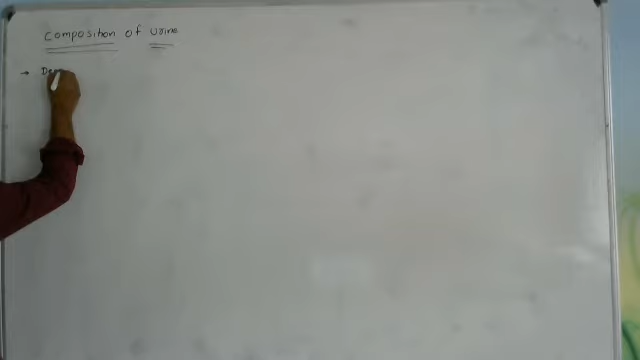 Composition of Urine
→